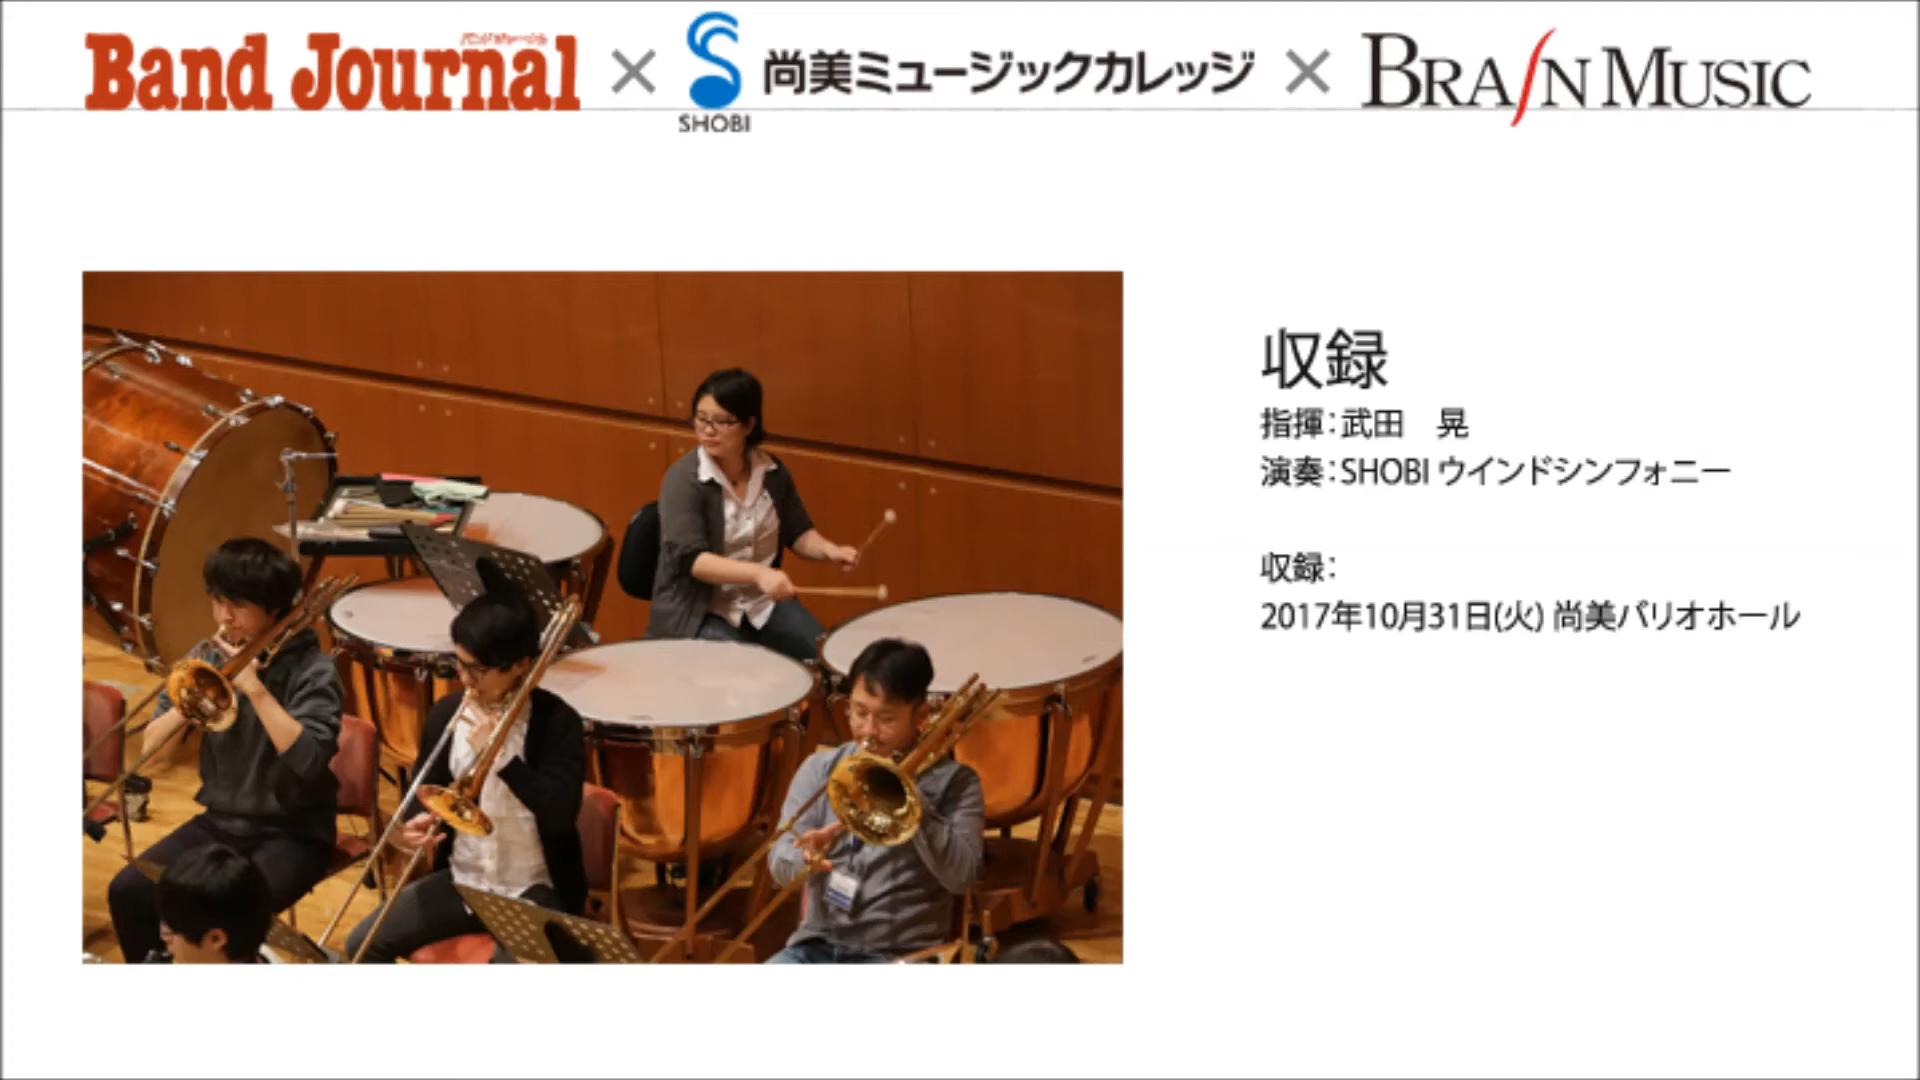 Band Journal バンドジャーナル × SHOBI 尚美ミュージックカレッジ × BRAIN MUSIC
収録
指揮:武田　晃
演奏:SHOBI ウインドシンフォニー
収録:
2017年10月31日(火) 尚美バリオホール